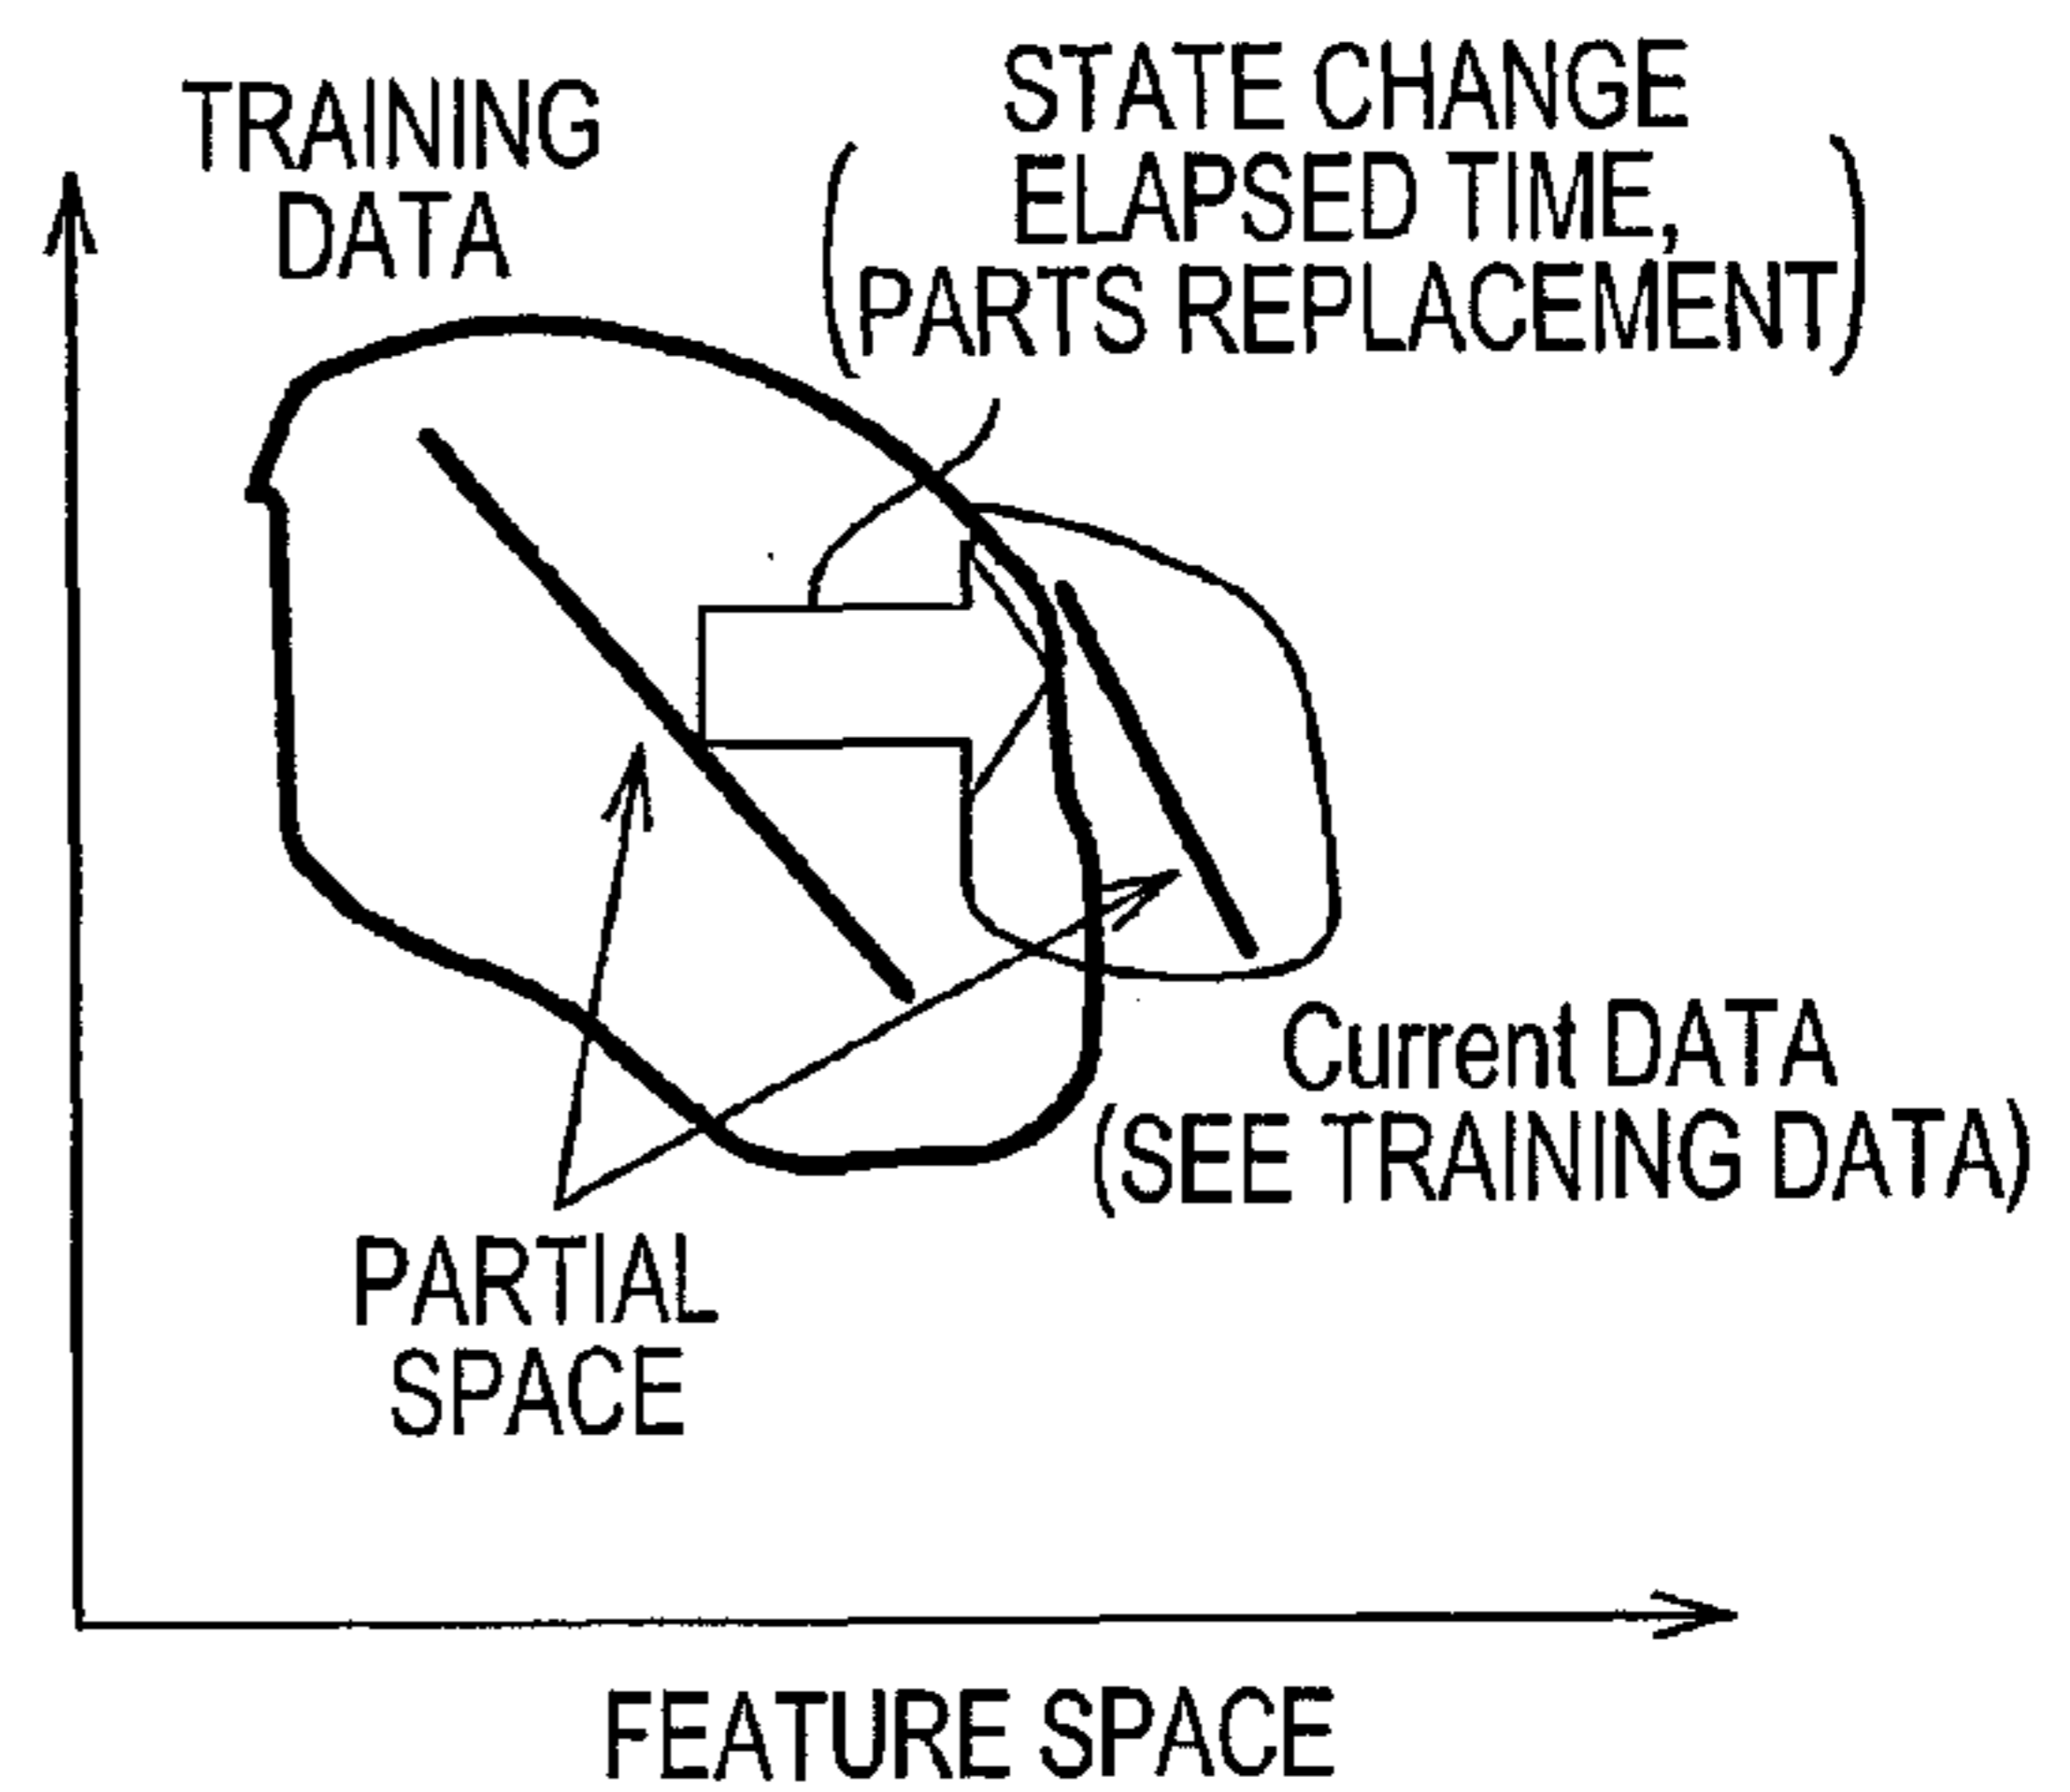 TRAINING
DATA
STATE CHANGE
(ELAPSED TIME,
PARTS REPLACEMENT)
Current DATA
(SEE TRAINING DATA)
PARTIAL
SPACE
FEATURE SPACE